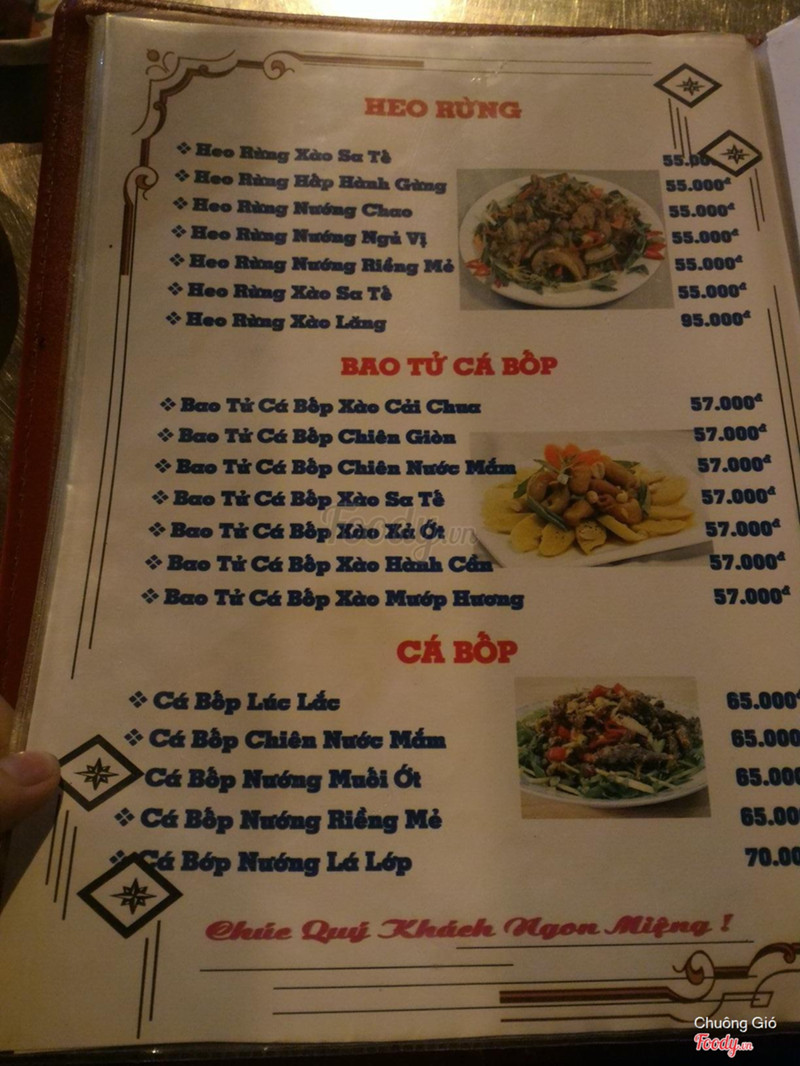 HEO RỪNG
❖ Heo Rừng Xào Sa Tế 55.00
❖ Heo Rừng Hấp Hành Gừng 55.000đ
❖ Heo Rừng Nướng Chao 55.000đ
❖ Heo Rừng Nướng Ngủ Vị 55.000đ
❖ Heo Rừng Nướng Riềng Mẻ 55.000đ
❖ Heo Rừng Xào Sa Tế 55.000đ
❖ Heo Rừng Xào Lăng 95.000đ
BAO TỬ CÁ BỐP
❖ Bao Tử Cá Bốp Xào Cải Chua 57.000đ
❖ Bao Tử Cá Bốp Chiên Giòn 57.000đ
❖ Bao Tử Cá Bốp Chiên Nước Mắm 57.000đ
❖ Bao Tử Cá Bốp Xào Sa Tế 57.000đ
❖ Bao Tử Cá Bốp Xào Xả Ớt 57.000đ
❖ Bao Tử Cá Bốp Xào Hành Cần 57.000đ
❖ Bao Tử Cá Bốp Xào Mướp Hương 57.000đ
Foody.vn
CÁ BỐP
❖ Cá Bốp Lúc Lắc 65.000đ
❖ Cá Bốp Chiên Nước Mắm 65.000
Cá Bốp Nướng Muối Ớt 65.000
❖ Cá Bốp Nướng Riềng Mẻ 65.00
❖ Cá Bóp Nướng Lá Lốp 70.00
Chúc Quý Khách Ngon Miệng !
Chuông Gió
Foody.vn